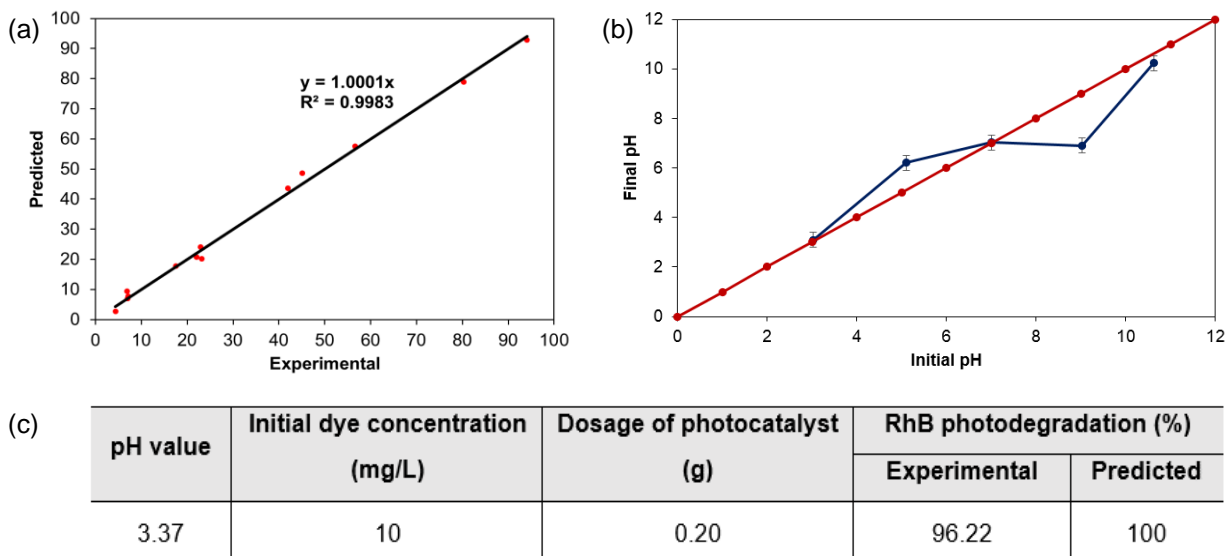 (a)
100
90
80
70
60
50
40
30
20
10
0
Predicted
y = 1.0001x
R² = 0.9983
0 10 20 30 40 50 60 70 80 90 100
Experimental
(b)
12
10
8
6
4
2
0
Final pH
0 2 4 6 8 10 12
Initial pH
(c)
pH value
Initial dye concentration
(mg/L)
Dosage of photocatalyst
(g)
RhB photodegradation (%)
Experimental Predicted
3.37 10 0.20 96.22 100